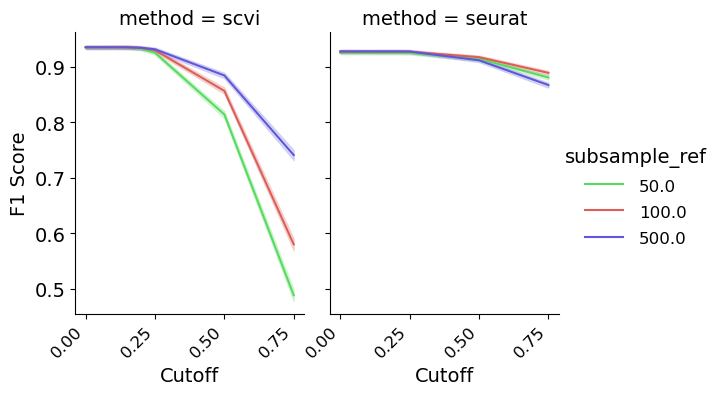 method = scvi
method = seurat
F1 Score
0.9
0.8
0.7
0.6
0.5
0.00
0.25
0.50
0.75
Cutoff
0.00
0.25
0.50
0.75
Cutoff
subsample_ref
50.0
100.0
500.0